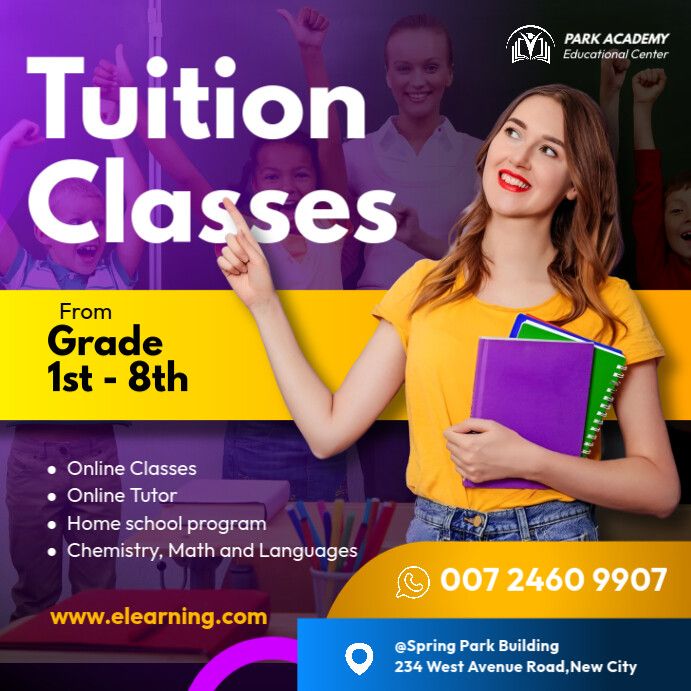 PARK ACADEMY
Educational Center
Tuition
Classes
From
Grade
1st - 8th
● Online Classes
● Online Tutor
● Home school program
● Chemistry, Math and Languages
007 2460 9907
www.elearning.com
@Spring Park Building
234 West Avenue Road,New City